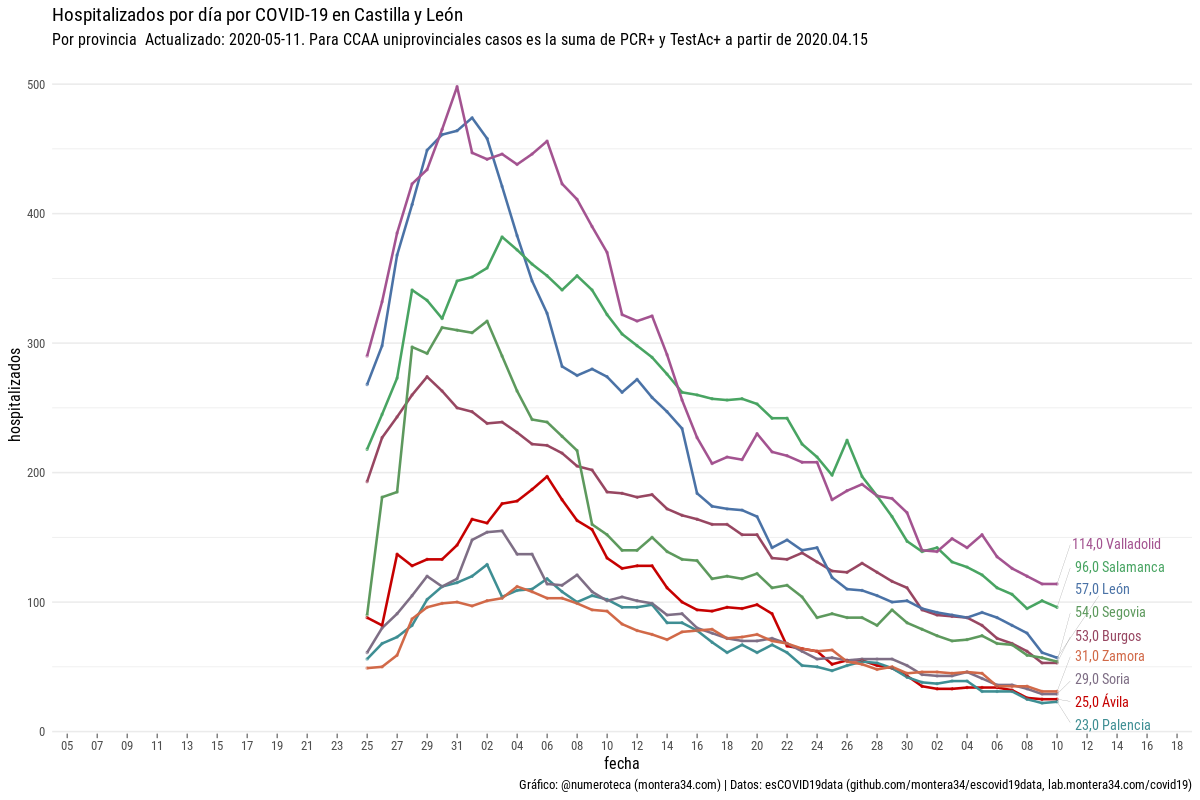 Hospitalizados por día por COVID-19 en Castilla y León
Por provincia  Actualizado: 2020-05-11. Para CCAA uniprovinciales casos es la suma de PCR+ y TestAc+ a partir de 2020.04.15
hospitalizados
500
400
300
200
100
0
114,0 Valladolid
96,0 Salamanca
57,0 León
54,0 Segovia
53,0 Burgos
31,0 Zamora
29,0 Soria
25,0 Ávila
23,0 Palencia
05 07 09 11 13 15 17 19 21 23 25 27 29 31 02 04 06 08 10 12 14 16 18 20 22 24 26 28 30 02 04 06 08 10 12 14 16 18
fecha
Gráfico: @numeroteca (montera34.com) | Datos: esCOVID19data (github.com/montera34/escovid19data, lab.montera34.com/covid19)